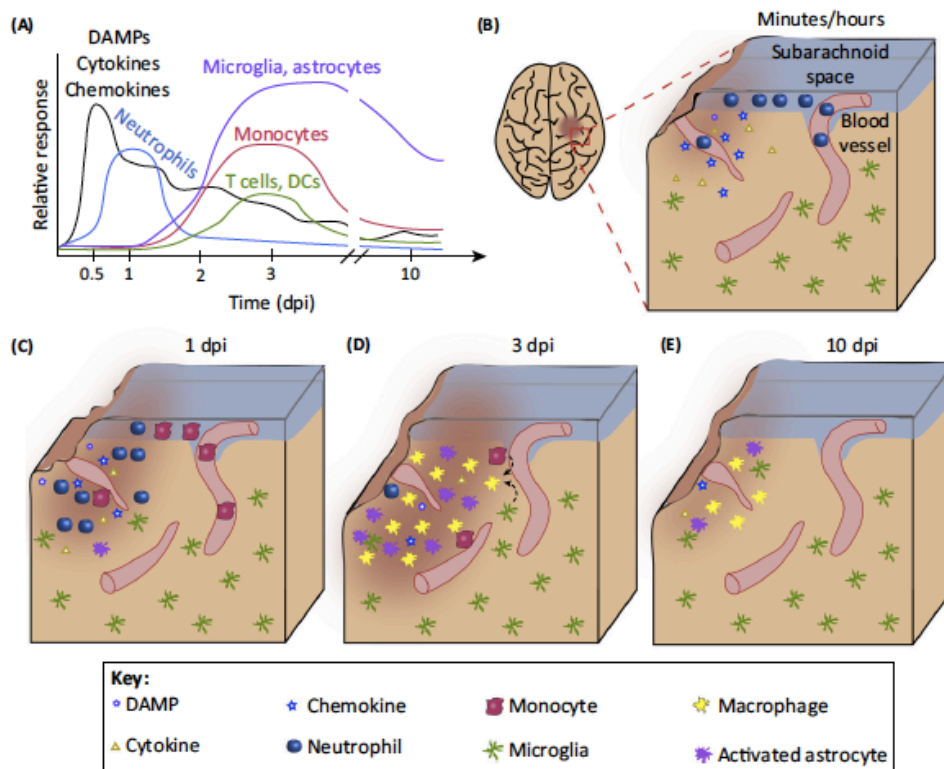 (A)
DAMPs
Cytokines
Chemokines
Microglia, astrocytes
Neutrophils
Monocytes
T cells, DCs
Relative response
0.5 1 2 3 10
Time (dpi)
(B)
Minutes/hours
Subarachnoid
space
Blood
vessel
(C) 1 dpi
(D) 3 dpi
(E) 10 dpi
Key:
DAMP Chemokine Monocyte Macrophage
Cytokine Neutrophil Microglia Activated astrocyte